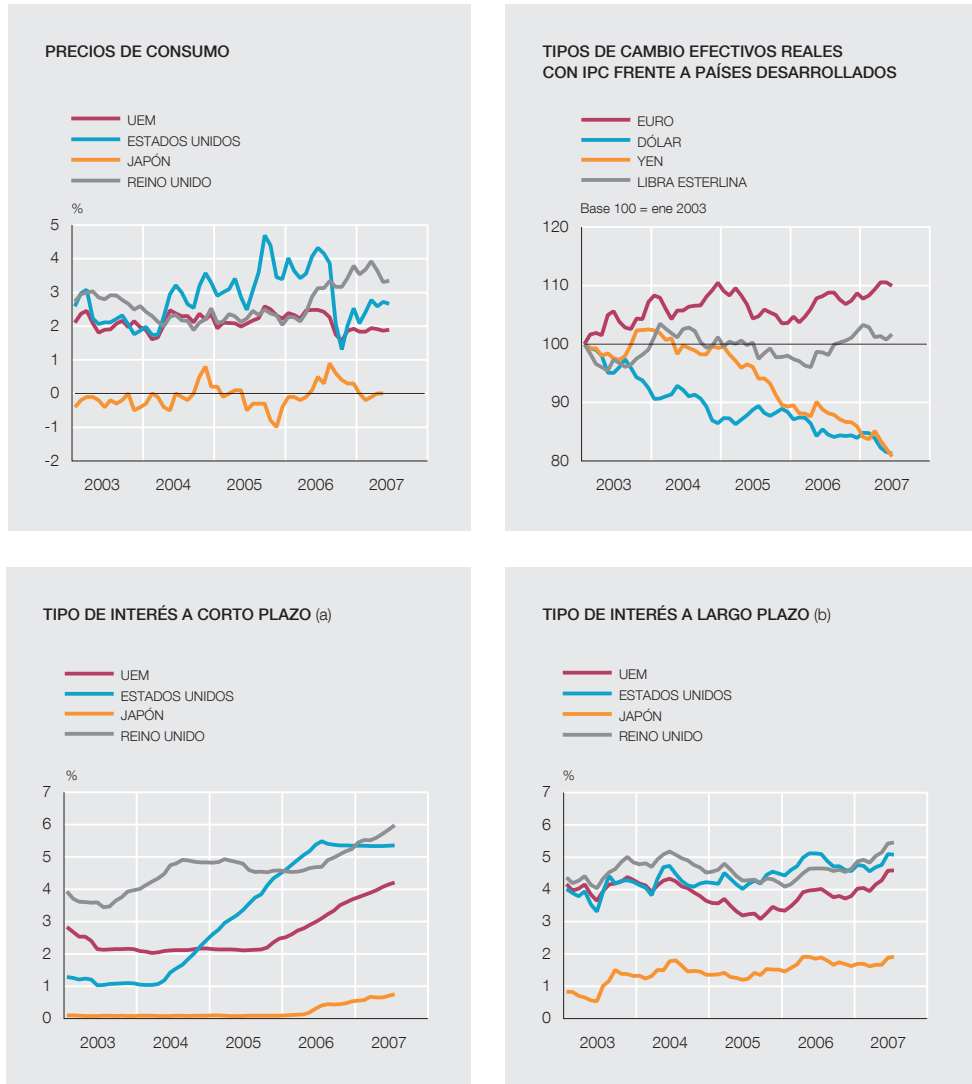 PRECIOS DE CONSUMO
UEM
ESTADOS UNIDOS
JAPÓN
REINO UNIDO
%
5
4
3
2
1
0
-1
-2
2003 2004 2005 2006 2007
TIPOS DE CAMBIO EFECTIVOS REALES
CON IPC FRENTE A PAÍSES DESARROLLADOS
EURO
DÓLAR
YEN
LIBRA ESTERLINA
Base 100 = ene 2003
120
110
100
90
80
2003 2004 2005 2006 2007
TIPO DE INTERÉS A CORTO PLAZO (a)
UEM
ESTADOS UNIDOS
JAPÓN
REINO UNIDO
%
7
6
5
4
3
2
1
0
2003 2004 2005 2006 2007
TIPO DE INTERÉS A LARGO PLAZO (b)
UEM
ESTADOS UNIDOS
JAPÓN
REINO UNIDO
%
7
6
5
4
3
2
1
0
2003 2004 2005 2006 2007